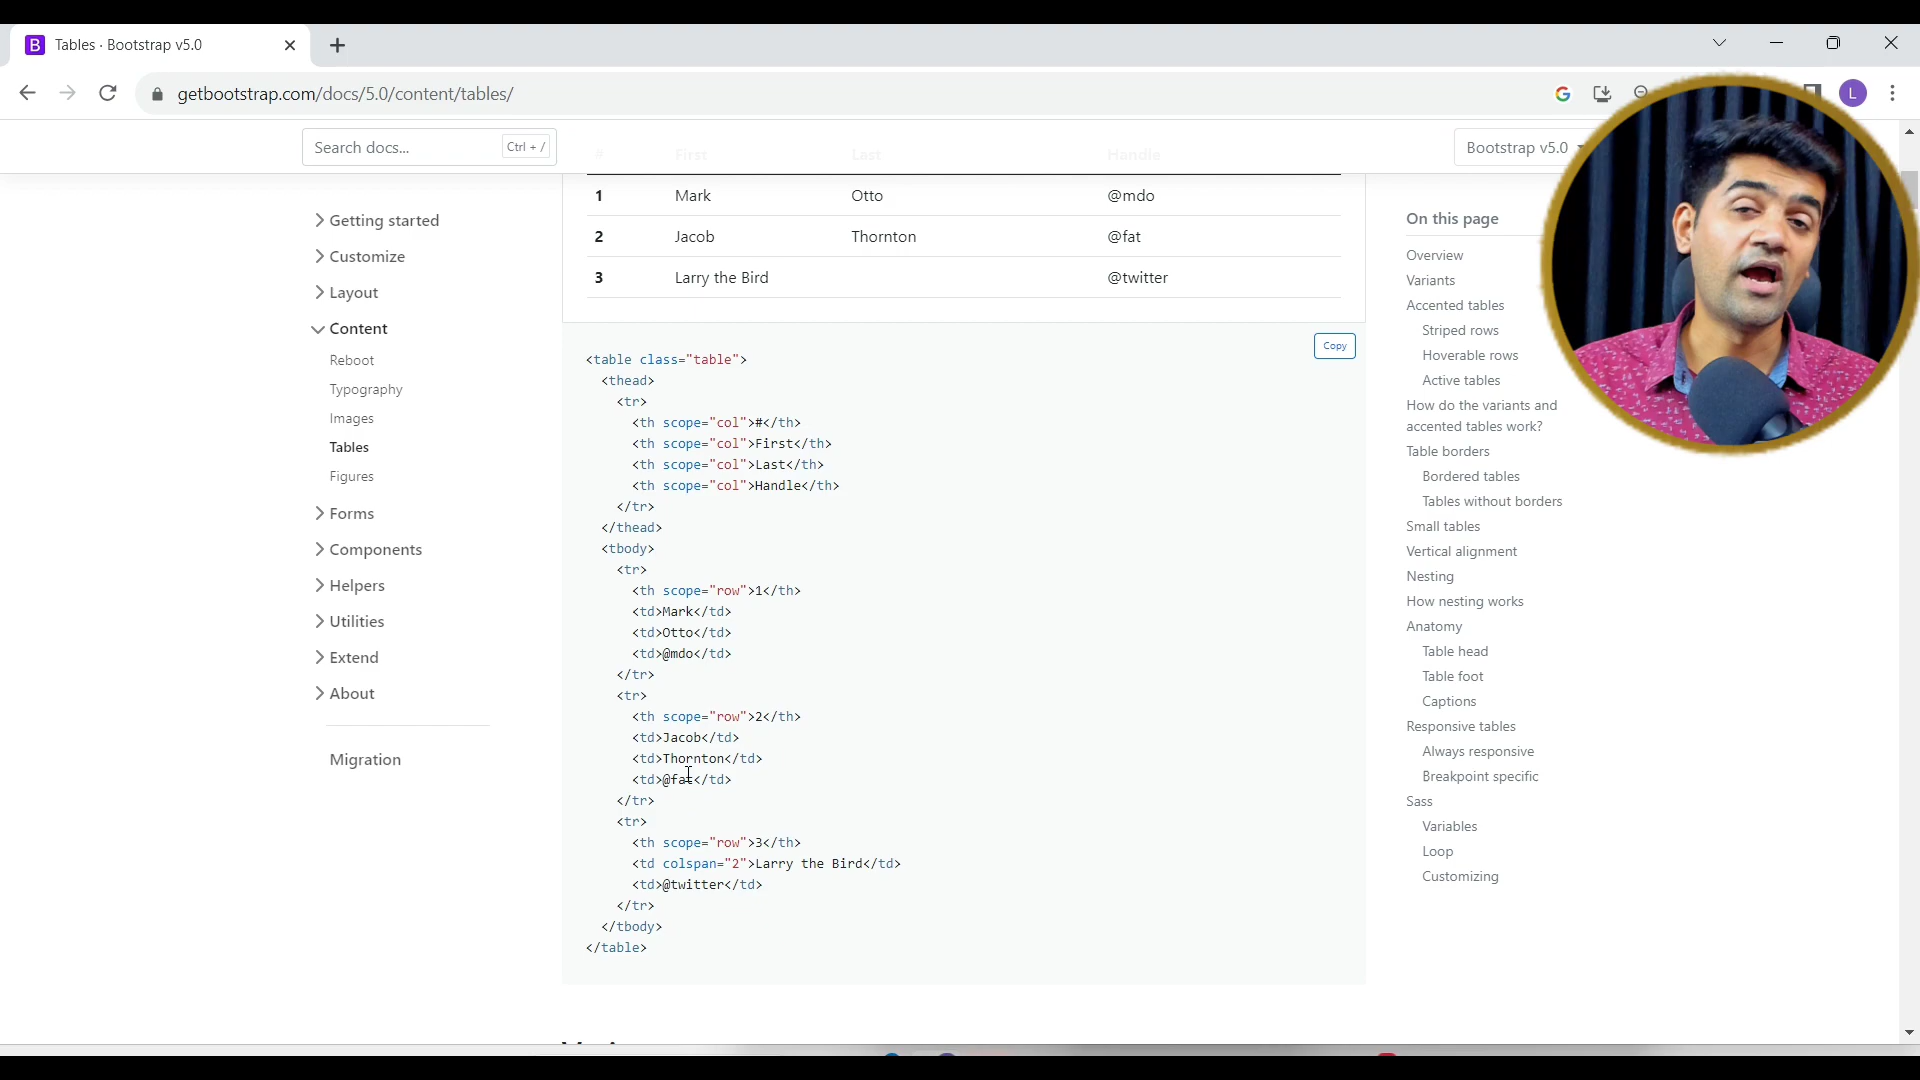 Tables · Bootstrap v5.0
getbootstrap.com/docs/5.0/content/tables/
L
Search docs...
Ctrl + /
Bootstrap v5.0
Getting started
Customize
Layout
Content
Reboot
Typography
Images
Tables
Figures
Forms
Components
Helpers
Utilities
Extend
About
Migration
# First Last Handle
1 Mark Otto @mdo
2 Jacob Thornton @fat
3 Larry the Bird @twitter
Copy
<table class="table">
<thead>
<tr>
<th scope="col">#</th>
<th scope="col">First</th>
<th scope="col">Last</th>
<th scope="col">Handle</th>
</tr>
</thead>
<tbody>
<tr>
<th scope="row">1</th>
<td>Mark</td>
<td>Otto</td>
<td>@mdo</td>
</tr>
<tr>
<th scope="row">2</th>
<td>Jacob</td>
<td>Thornton</td>
<td>@fat</td>
</tr>
<tr>
<th scope="row">3</th>
<td colspan="2">Larry the Bird</td>
<td>@twitter</td>
</tr>
</tbody>
</table>
On this page
Overview
Variants
Accented tables
Striped rows
Hoverable rows
Active tables
How do the variants and
accented tables work?
Table borders
Bordered tables
Tables without borders
Small tables
Vertical alignment
Nesting
How nesting works
Anatomy
Table head
Table foot
Captions
Responsive tables
Always responsive
Breakpoint specific
Sass
Variables
Loop
Customizing